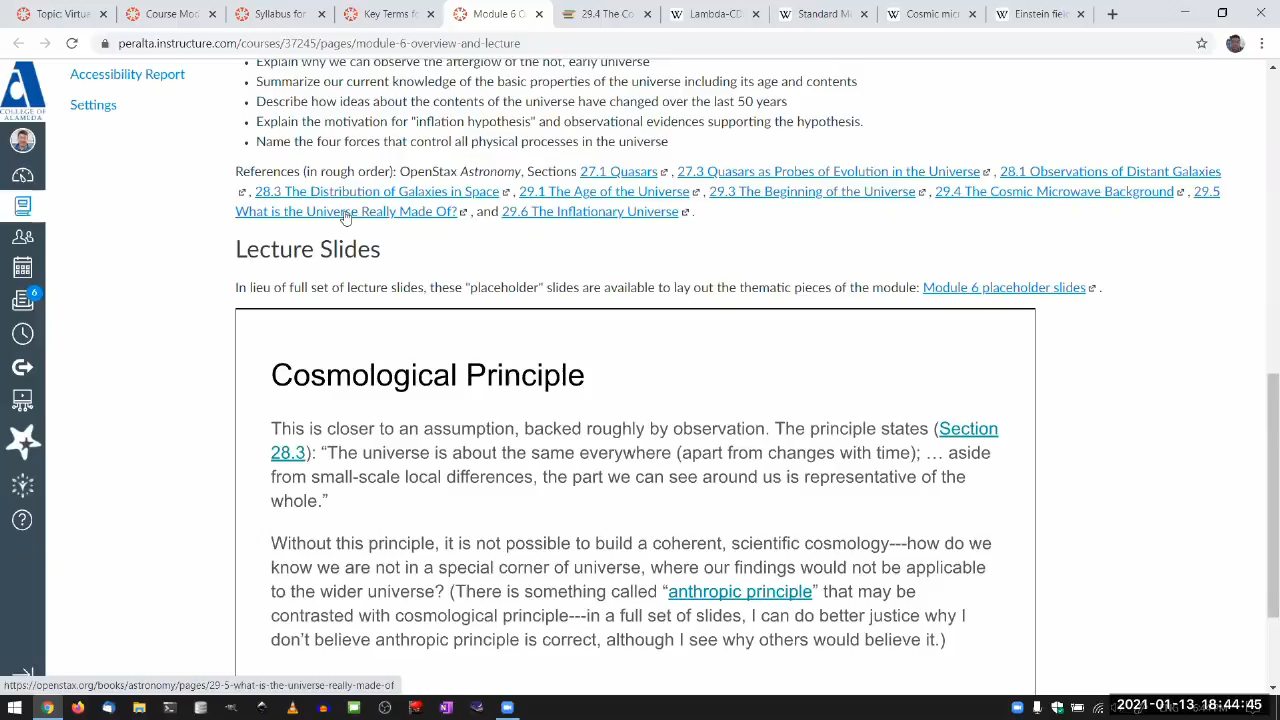 Topic: Virtu
Course Mod
Key Terms fo
Module 6 O
29.4 The Co
Lambda-CD
Standard M
Cosmic mic
Einstein fiel
peralta.instructure.com/courses/37245/pages/module-6-overview-and-lecture
COLLEGE OF
ALAMEDA
6
Accessibility Report
Settings
• Explain why we can observe the afterglow of the hot, early universe
• Summarize our current knowledge of the basic properties of the universe including its age and contents
• Describe how ideas about the contents of the universe have changed over the last 50 years
• Explain the motivation for "inflation hypothesis" and observational evidences supporting the hypothesis.
• Name the four forces that control all physical processes in the universe
References (in rough order): OpenStax Astronomy, Sections 27.1 Quasars , 27.3 Quasars as Probes of Evolution in the Universe , 28.1 Observations of Distant Galaxies
, 28.3 The Distribution of Galaxies in Space , 29.1 The Age of the Universe , 29.3 The Beginning of the Universe , 29.4 The Cosmic Microwave Background , 29.5
What is the Universe Really Made Of? , and 29.6 The Inflationary Universe .
Lecture Slides
In lieu of full set of lecture slides, these "placeholder" slides are available to lay out the thematic pieces of the module: Module 6 placeholder slides .
Cosmological Principle
This is closer to an assumption, backed roughly by observation. The principle states (Section
28.3): “The universe is about the same everywhere (apart from changes with time); … aside
from small-scale local differences, the part we can see around us is representative of the
whole.”
Without this principle, it is not possible to build a coherent, scientific cosmology---how do we
know we are not in a special corner of universe, where our findings would not be applicable
to the wider universe? (There is something called “anthropic principle” that may be
contrasted with cosmological principle---in a full set of slides, I can do better justice why I
don’t believe anthropic principle is correct, although I see why others would believe it.)
https://openstax.org/books/astronomy/pages/29-5-what-is-the-universe-really-made-of
2021-01-13 18:44:45